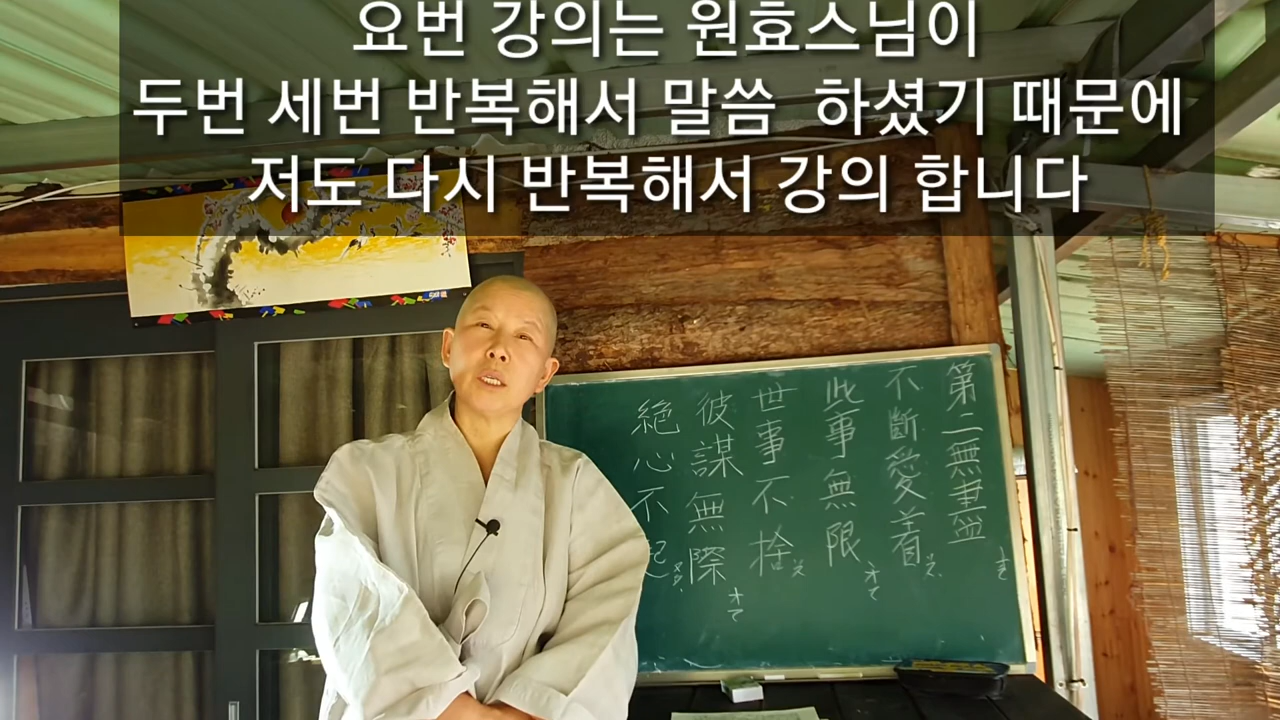 요번 강의는 원효스님이
두번 세번 반복해서 말씀 하셨기 때문에
저도 다시 반복해서 강의 합니다
第二無盡
不斷愛着
此事無限
世事不捨
彼謀無際
絶心不起